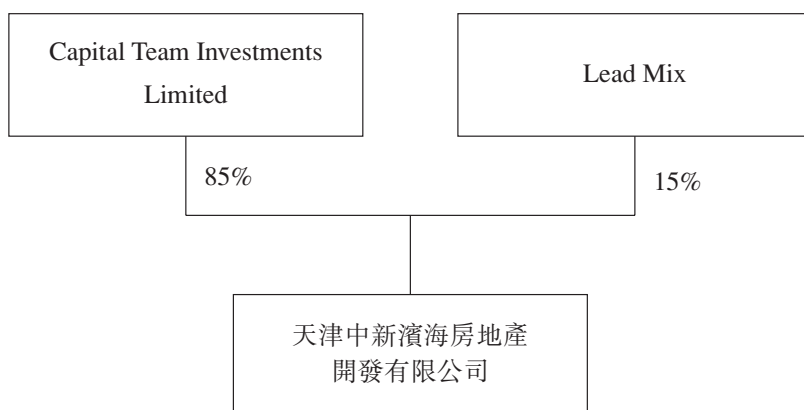 Capital Team Investments
Limited
Lead Mix
85%
15%
天津中新濱海房地產
開發有限公司